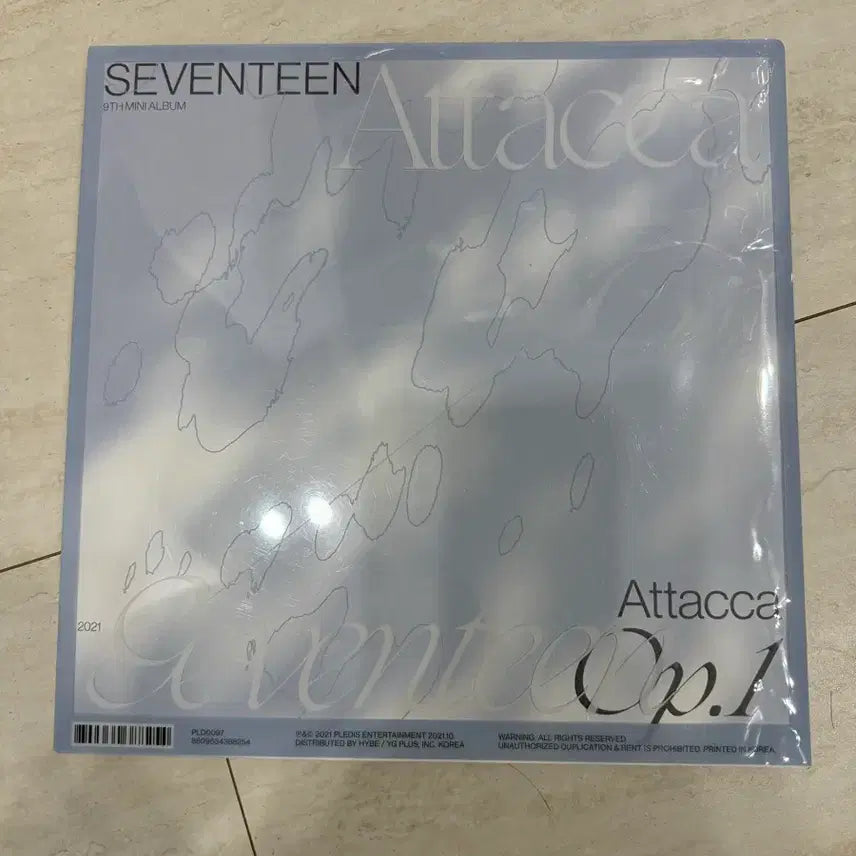 SEVENTEEN
Attacca
9TH MINI ALBUM
Attacca
2021
Seventeen
Op.1
PLD0097
℗&© 2021 PLEDIS ENTERTAINMENT 2021.10.
WARNING: ALL RIGHTS RESERVED.
8809634388254
DISTRIBUTED BY HYBE / YG PLUS, INC. KOREA
UNAUTHORIZED DUPLICATION & RENT IS PROHIBITED. PRINTED IN KOREA.